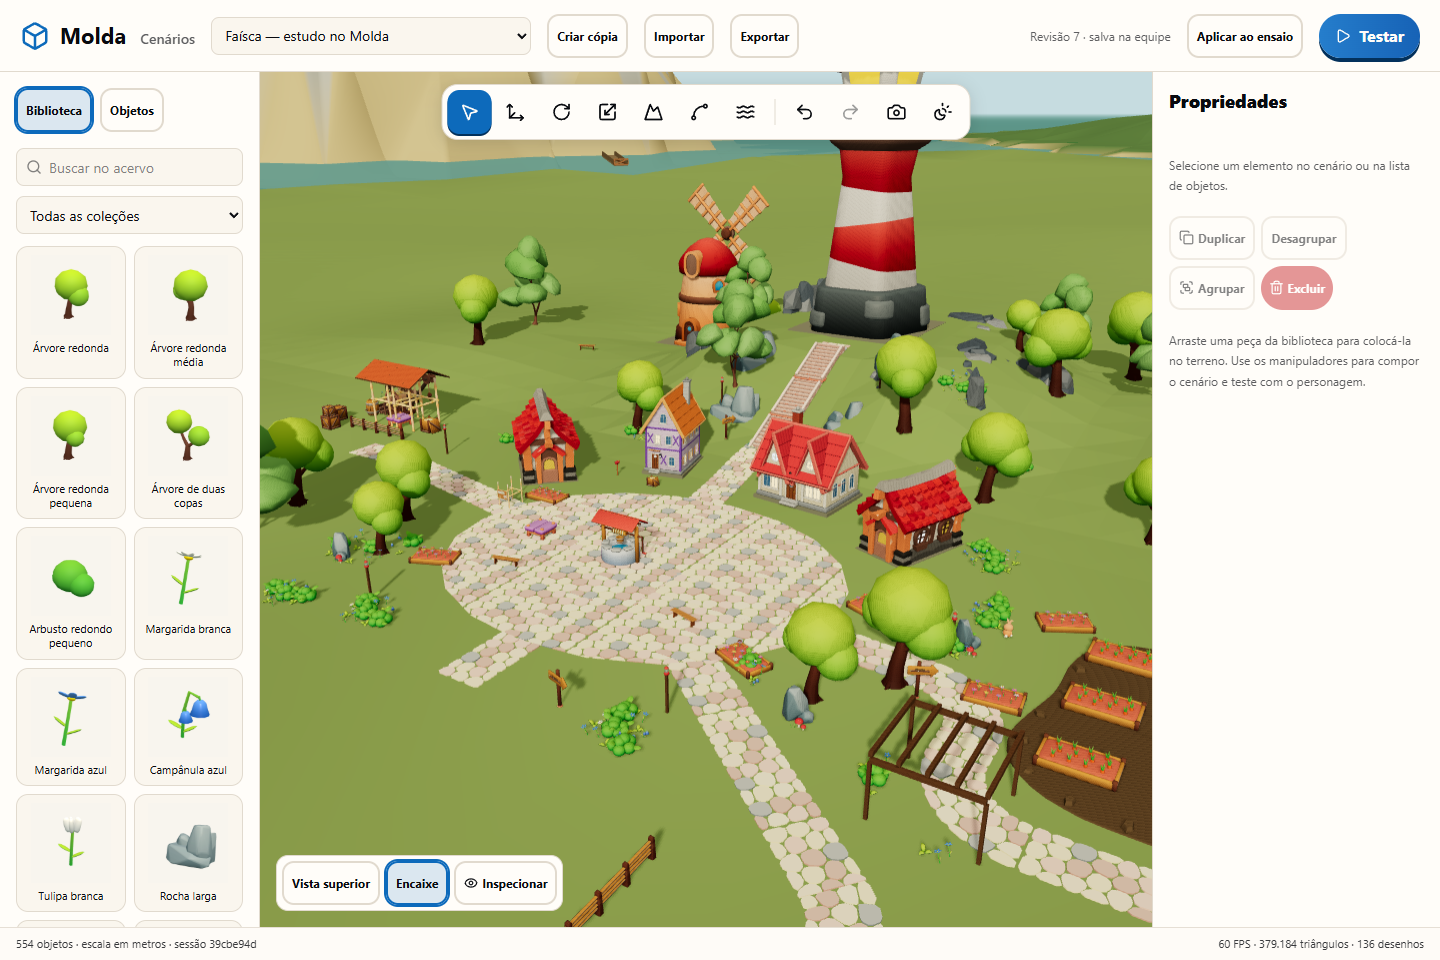 Molda Cenários
Faísca — estudo no Molda
Criar cópia
Importar
Exportar
Revisão 7 · salva na equipe
Aplicar ao ensaio
Testar
Biblioteca
Objetos
Buscar no acervo
Todas as coleções
Árvore redonda
Árvore redonda
média
Árvore redonda
pequena
Árvore de duas
copas
Arbusto redondo
pequeno
Margarida branca
Margarida azul
Campânula azul
Tulipa branca
Rocha larga
Vista superior
Encaixe
Inspecionar
Propriedades
Selecione um elemento no cenário ou na lista
de objetos.
Duplicar
Desagrupar
Agrupar
Excluir
Arraste uma peça da biblioteca para colocá-la
no terreno. Use os manipuladores para compor
o cenário e teste com o personagem.
554 objetos · escala em metros · sessão 39cbe94d
60 FPS · 379.184 triângulos · 136 desenhos